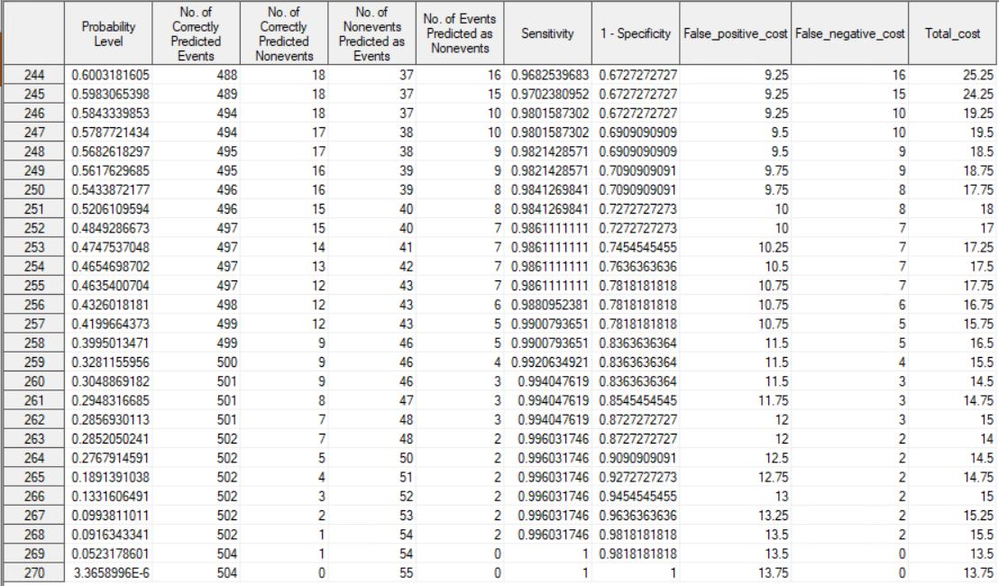 Probability Level No. of Correctly Predicted Events No. of Correctly Predicted Nonevents No. of Nonevents Predicted as Events No. of Events Predicted as Nonevents Sensitivity 1 - Specificity False_positive_cost False_negative_cost Total_cost
244 0.6003181605 488 18 37 16 0.9682539683 0.6727272727 9.25 16 25.25
245 0.5983065398 489 18 37 15 0.9702380952 0.6727272727 9.25 15 24.25
246 0.5843339853 494 18 37 10 0.9801587302 0.6727272727 9.25 10 19.25
247 0.5787721434 494 17 38 10 0.9801587302 0.6909090909 9.5 10 19.5
248 0.5682618297 495 17 38 9 0.9821428571 0.6909090909 9.5 9 18.5
249 0.5617629685 495 16 39 9 0.9821428571 0.7090909091 9.75 9 18.75
250 0.5433872177 496 16 39 8 0.9841269841 0.7090909091 9.75 8 17.75
251 0.5206109594 496 15 40 8 0.9841269841 0.7272727273 10 8 18
252 0.4849286673 497 15 40 7 0.9861111111 0.7272727273 10 7 17
253 0.4747537048 497 14 41 7 0.9861111111 0.7454545455 10.25 7 17.25
254 0.4654698702 497 13 42 7 0.9861111111 0.7636363636 10.5 7 17.5
255 0.4635400704 497 12 43 7 0.9861111111 0.7818181818 10.75 7 17.75
256 0.4326018181 498 12 43 6 0.9880952381 0.7818181818 10.75 6 16.75
257 0.4199664373 499 12 43 5 0.9900793651 0.7818181818 10.75 5 15.75
258 0.3995013471 499 9 46 5 0.9900793651 0.8363636364 11.5 5 16.5
259 0.3281155956 500 9 46 4 0.9920634921 0.8363636364 11.5 4 15.5
260 0.3048869182 501 9 46 3 0.994047619 0.8363636364 11.5 3 14.5
261 0.2948316685 501 8 47 3 0.994047619 0.8545454545 11.75 3 14.75
262 0.2856930113 501 7 48 3 0.994047619 0.8727272727 12 3 15
263 0.2852050241 502 7 48 2 0.996031746 0.8727272727 12 2 14
264 0.2767914591 502 5 50 2 0.996031746 0.9090909091 12.5 2 14.5
265 0.1891391038 502 4 51 2 0.996031746 0.9272727273 12.75 2 14.75
266 0.1331606491 502 3 52 2 0.996031746 0.9454545455 13 2 15
267 0.0993811011 502 2 53 2 0.996031746 0.9636363636 13.25 2 15.25
268 0.0916343341 502 1 54 2 0.996031746 0.9818181818 13.5 2 15.5
269 0.0523178601 504 1 54 0 1 0.9818181818 13.5 0 13.5
270 3.3658996E-6 504 0 55 0 1 1 13.75 0 13.75